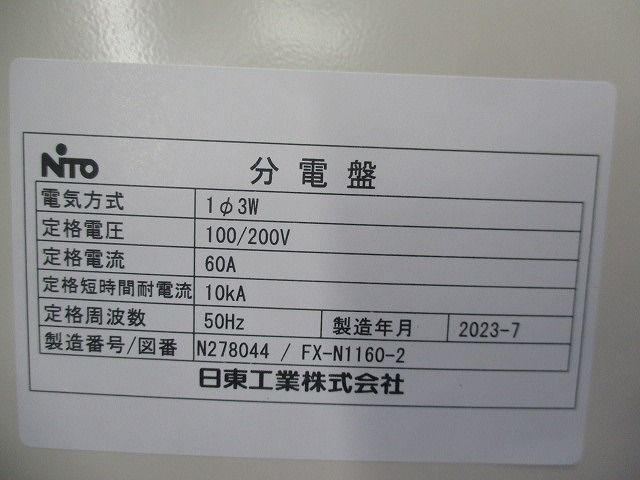 NITO 分電盤
電気方式 1φ3W
定格電圧 100/200V
定格電流 60A
定格短時間耐電流 10kA
定格周波数 50Hz 製造年月 2023-7
製造番号/図番 N278044 / FX-N1160-2
日東工業株式会社